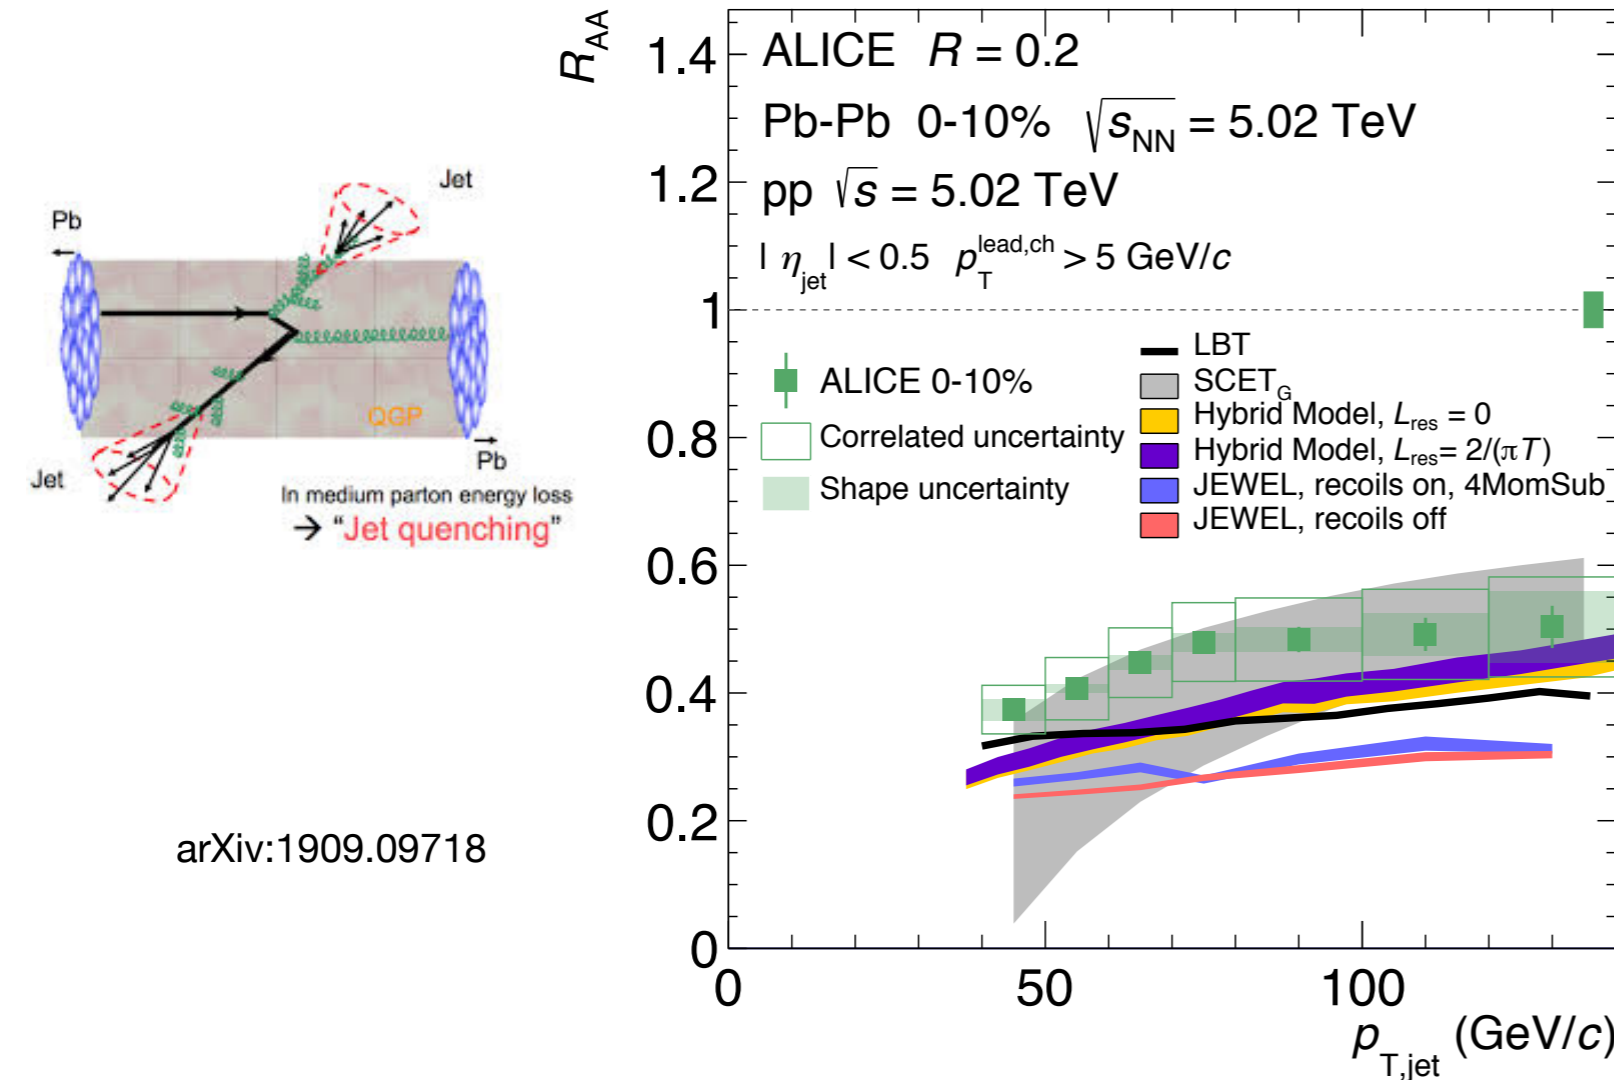 Jet
Pb
QGP
Pb
Jet
In medium parton energy loss
→ “Jet quenching”
arXiv:1909.09718
R_AA
ALICE R = 0.2
Pb-Pb 0-10% √s_NN = 5.02 TeV
pp √s = 5.02 TeV
| η_jet| < 0.5 p_T^lead,ch > 5 GeV/c
ALICE 0-10%
Correlated uncertainty
Shape uncertainty
LBT
SCET_G
Hybrid Model, L_res = 0
Hybrid Model, L_res= 2/(πT)
JEWEL, recoils on, 4MomSub
JEWEL, recoils off
1.4
1.2
1
0.8
0.6
0.4
0.2
0
0 50 100
p_T,jet (GeV/c)